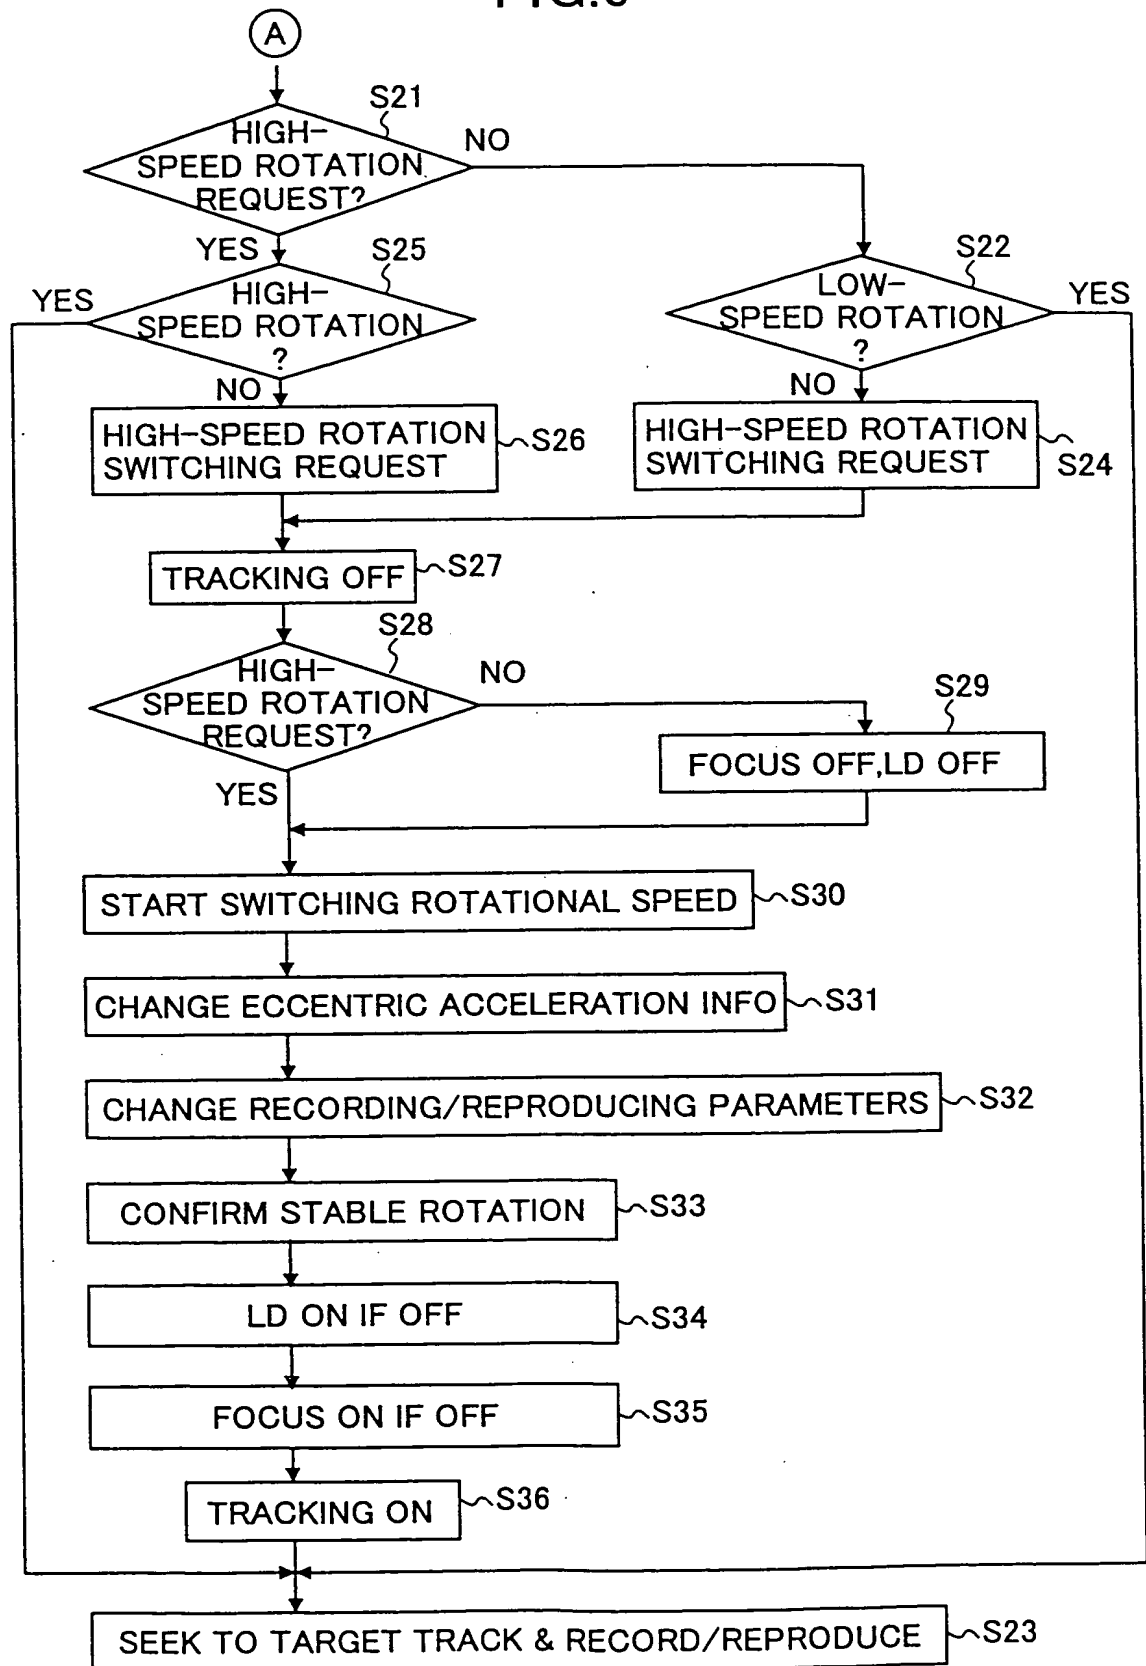 A
S21
HIGH-
SPEED ROTATION
REQUEST?
NO
YES
S25
YES
HIGH-
SPEED ROTATION
?
NO
S22
LOW-
SPEED ROTATION
?
YES
NO
HIGH-SPEED ROTATION
SWITCHING REQUEST
S26
HIGH-SPEED ROTATION
SWITCHING REQUEST
S24
TRACKING OFF
S27
S28
HIGH-
SPEED ROTATION
REQUEST?
NO
YES
S29
FOCUS OFF,LD OFF
START SWITCHING ROTATIONAL SPEED
S30
CHANGE ECCENTRIC ACCELERATION INFO
S31
CHANGE RECORDING/REPRODUCING PARAMETERS
S32
CONFIRM STABLE ROTATION
S33
LD ON IF OFF
S34
FOCUS ON IF OFF
S35
TRACKING ON
S36
SEEK TO TARGET TRACK & RECORD/REPRODUCE
S23